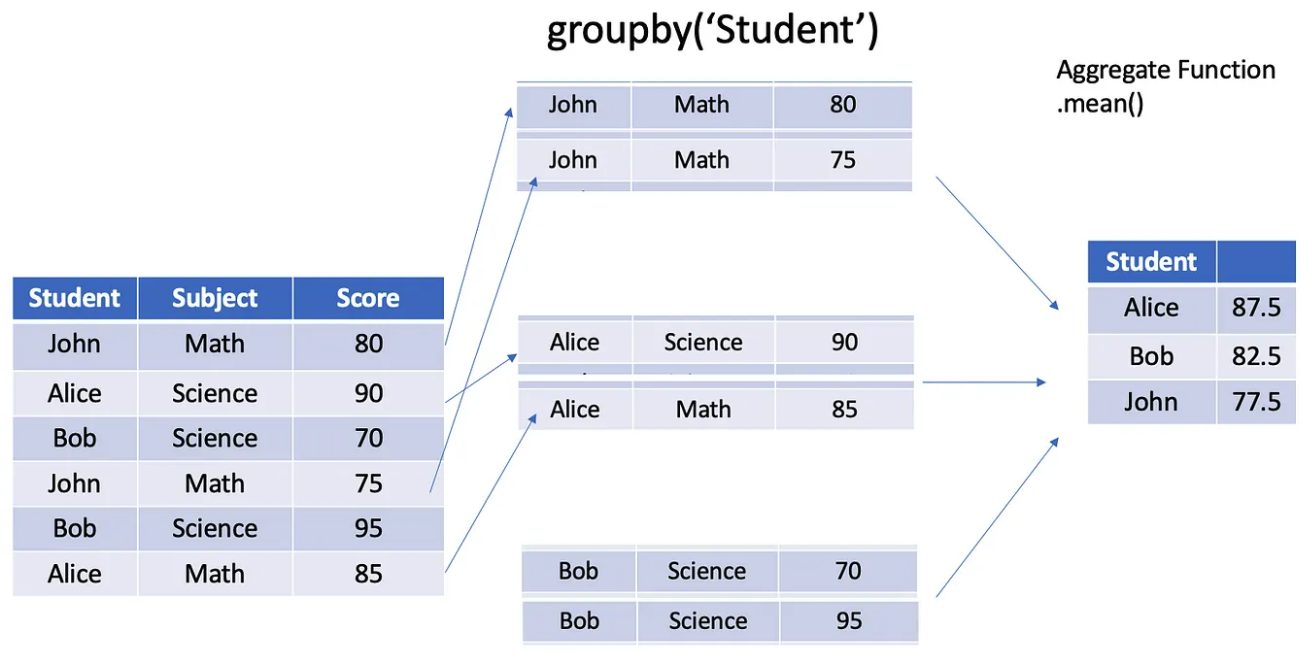 groupby(‘Student’)
Aggregate Function
.mean()
John Math 80
John Math 75
Student Subject Score
John Math 80
Alice Science 90
Bob Science 70
John Math 75
Bob Science 95
Alice Math 85
Alice Science 90
Alice Math 85
Bob Science 70
Bob Science 95
Student
Alice 87.5
Bob 82.5
John 77.5